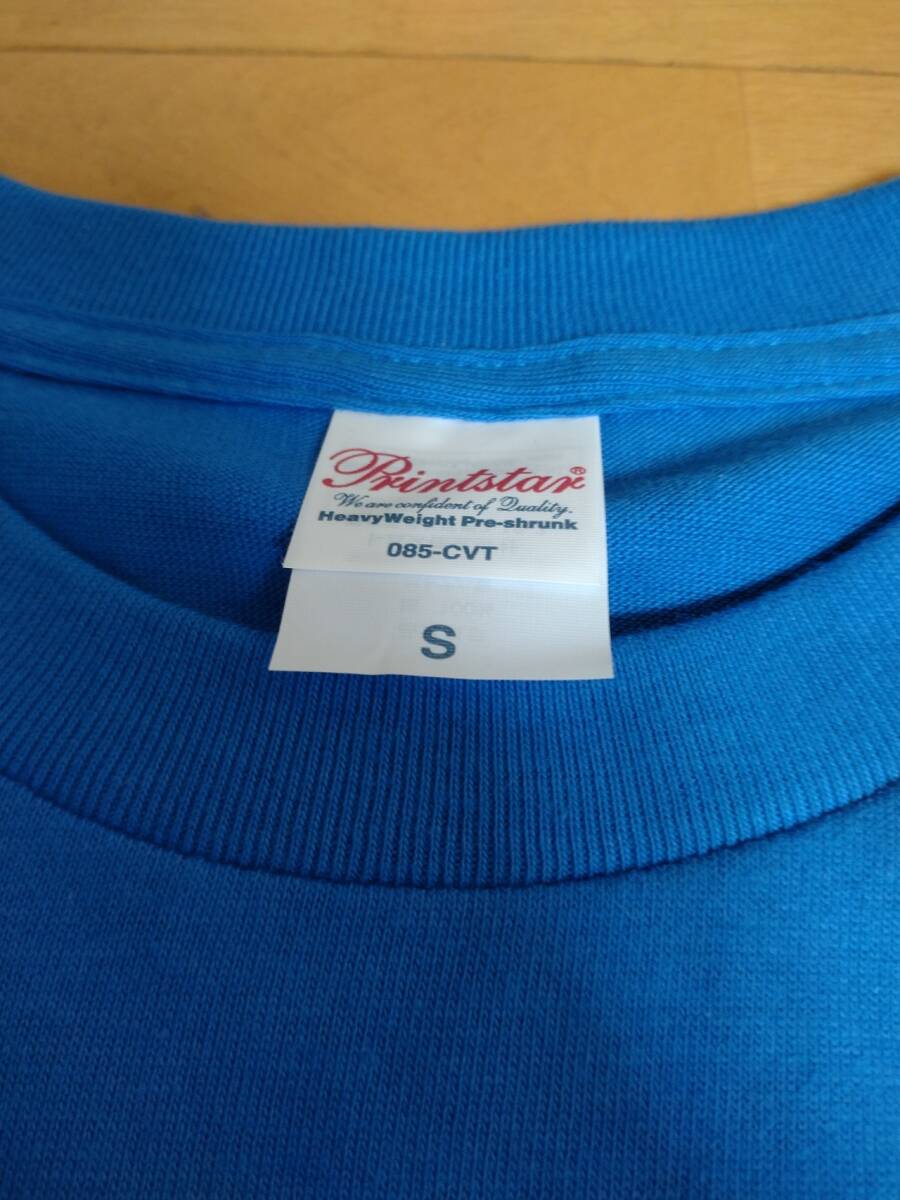 Printstar®
We are confident of Quality.
HeavyWeight Pre-shrunk
085-CVT
S